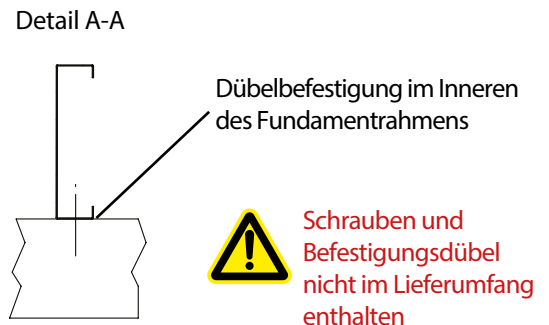 Detail A-A
Dübelbefestigung im Inneren
des Fundamentrahmens
Schrauben und
Befestigungsdübel
nicht im Lieferumfang
enthalten